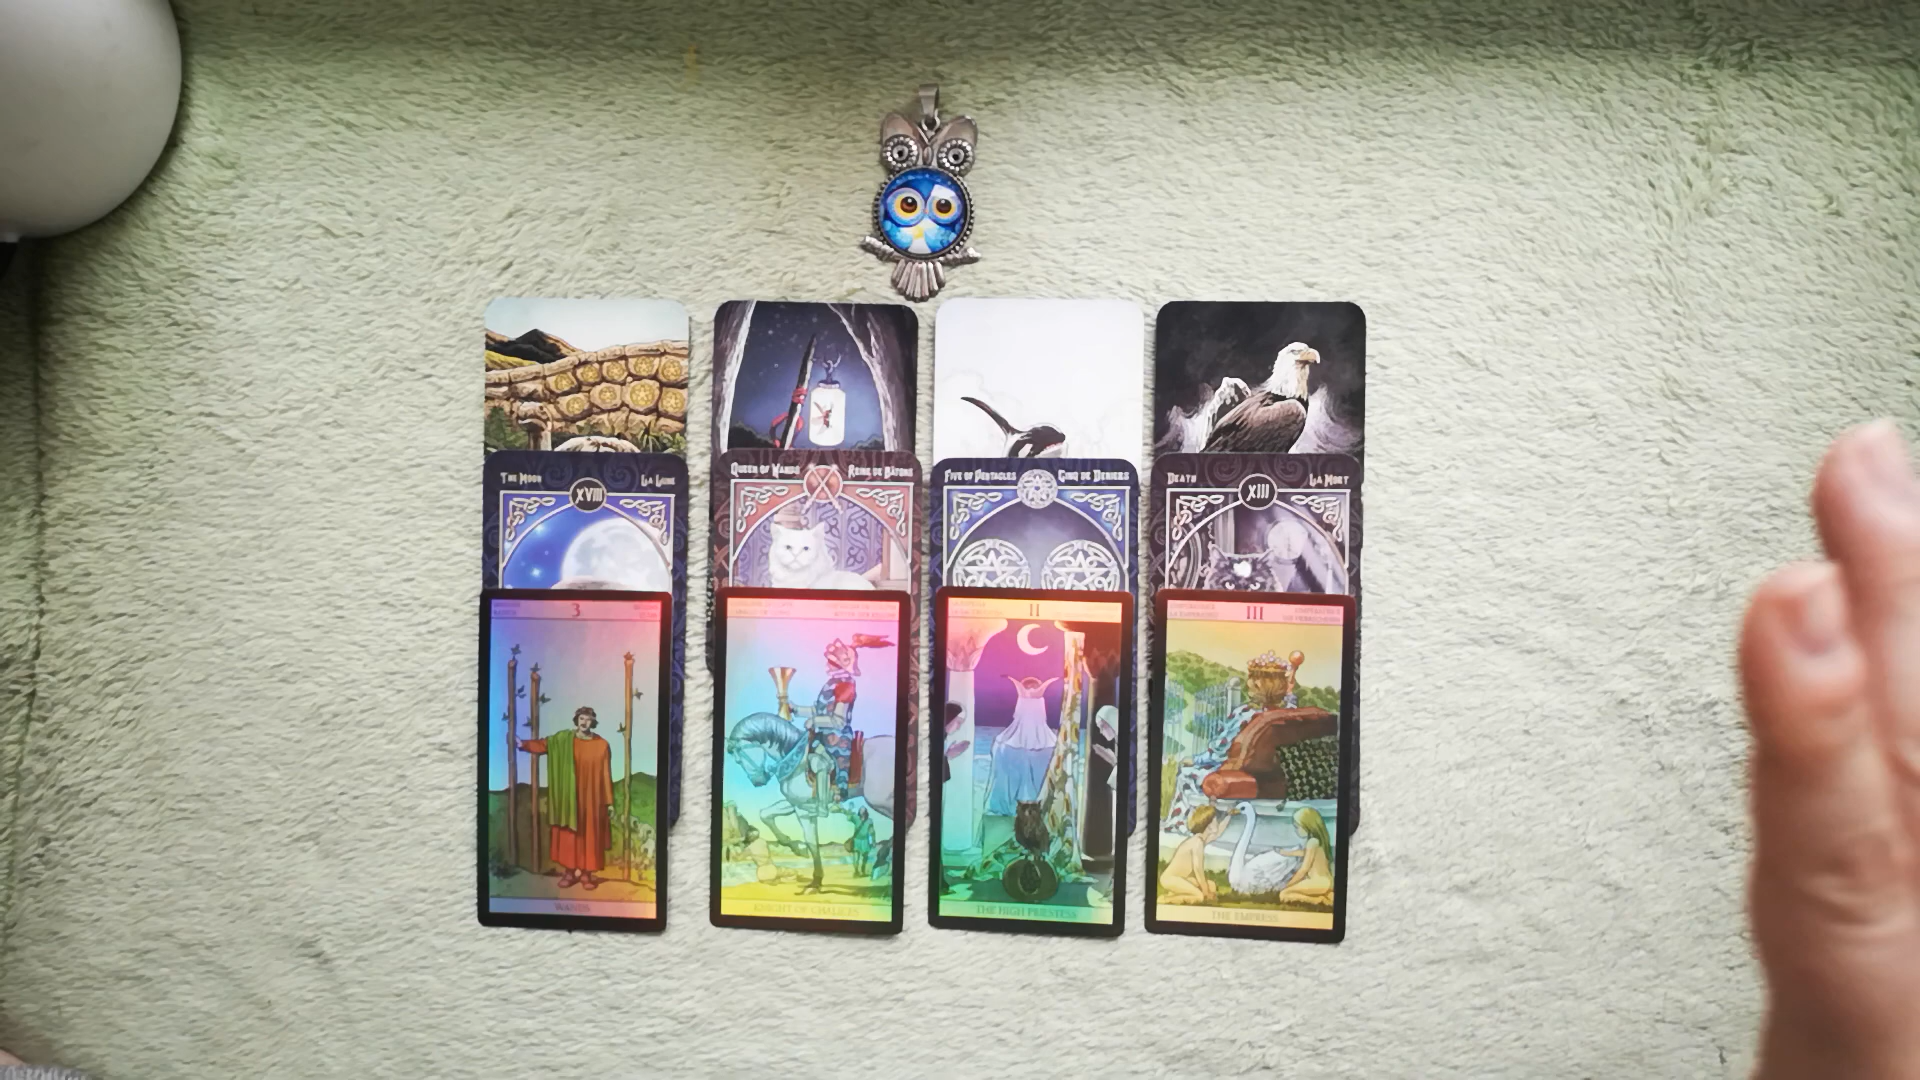 THE MOON XVIII LA LUNE
QUEEN OF WANDS REINE DE BÂTONS
FIVE OF PENTACLES CINQ DE DENIERS
DEATH XIII LA MORT
3
II
III
WANDS
KNIGHT OF CHALICES
THE HIGH PRIESTESS
THE EMPRESS